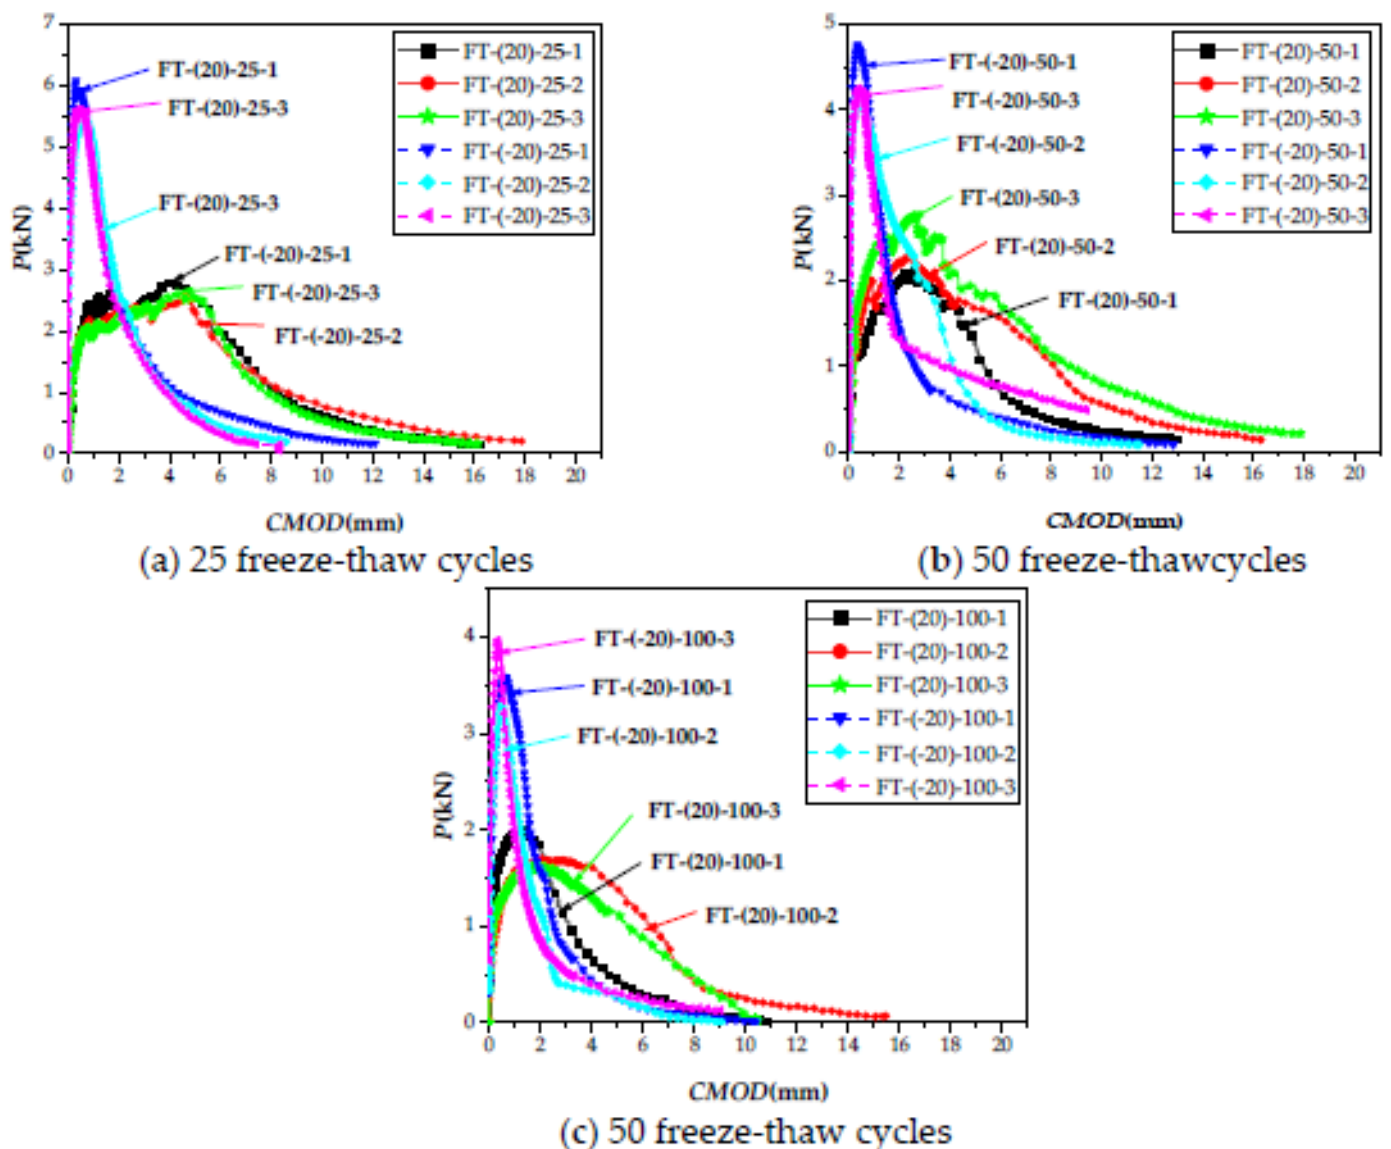 7
6
5
4
3
2
1
0
P(kN)
FT-(20)-25-1
FT-(20)-25-3
FT-(20)-25-3
FT-(-20)-25-1
FT-(-20)-25-3
FT-(-20)-25-2
FT-(20)-25-1
FT-(20)-25-2
FT-(20)-25-3
FT-(-20)-25-1
FT-(-20)-25-2
FT-(-20)-25-3
0 2 4 6 8 10 12 14 16 18 20
CMOD(mm)
(a) 25 freeze-thaw cycles
5
4
3
2
1
0
P(kN)
FT-(-20)-50-1
FT-(-20)-50-3
FT-(-20)-50-2
FT-(20)-50-3
FT-(20)-50-2
FT-(20)-50-1
FT-(20)-50-1
FT-(20)-50-2
FT-(20)-50-3
FT-(-20)-50-1
FT-(-20)-50-2
FT-(-20)-50-3
0 2 4 6 8 10 12 14 16 18 20
CMOD(mm)
(b) 50 freeze-thawcycles
4
3
2
1
0
P(kN)
FT-(-20)-100-3
FT-(-20)-100-1
FT-(-20)-100-2
FT-(20)-100-3
FT-(20)-100-1
FT-(20)-100-2
FT-(20)-100-1
FT-(20)-100-2
FT-(20)-100-3
FT-(-20)-100-1
FT-(-20)-100-2
FT-(-20)-100-3
0 2 4 6 8 10 12 14 16 18 20
CMOD(mm)
(c) 50 freeze-thaw cycles